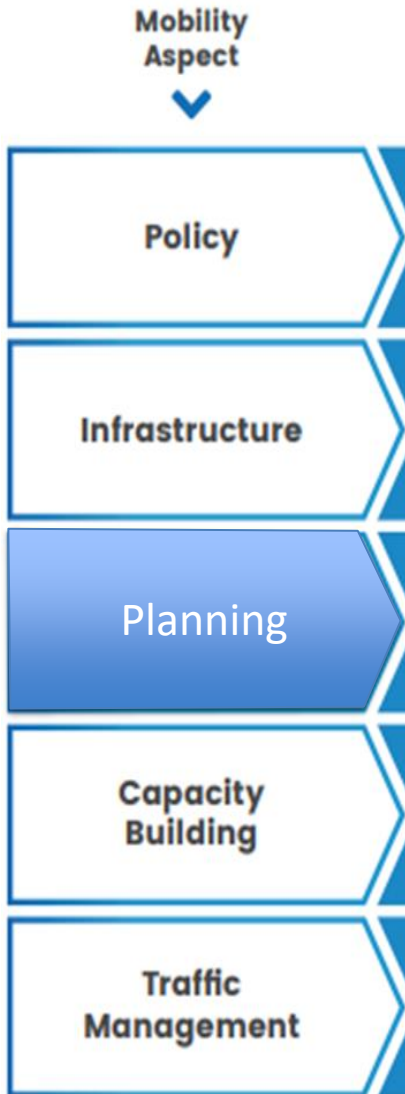 Mobility
Aspect
Policy
Infrastructure
Planning
Capacity
Building
Traffic
Management